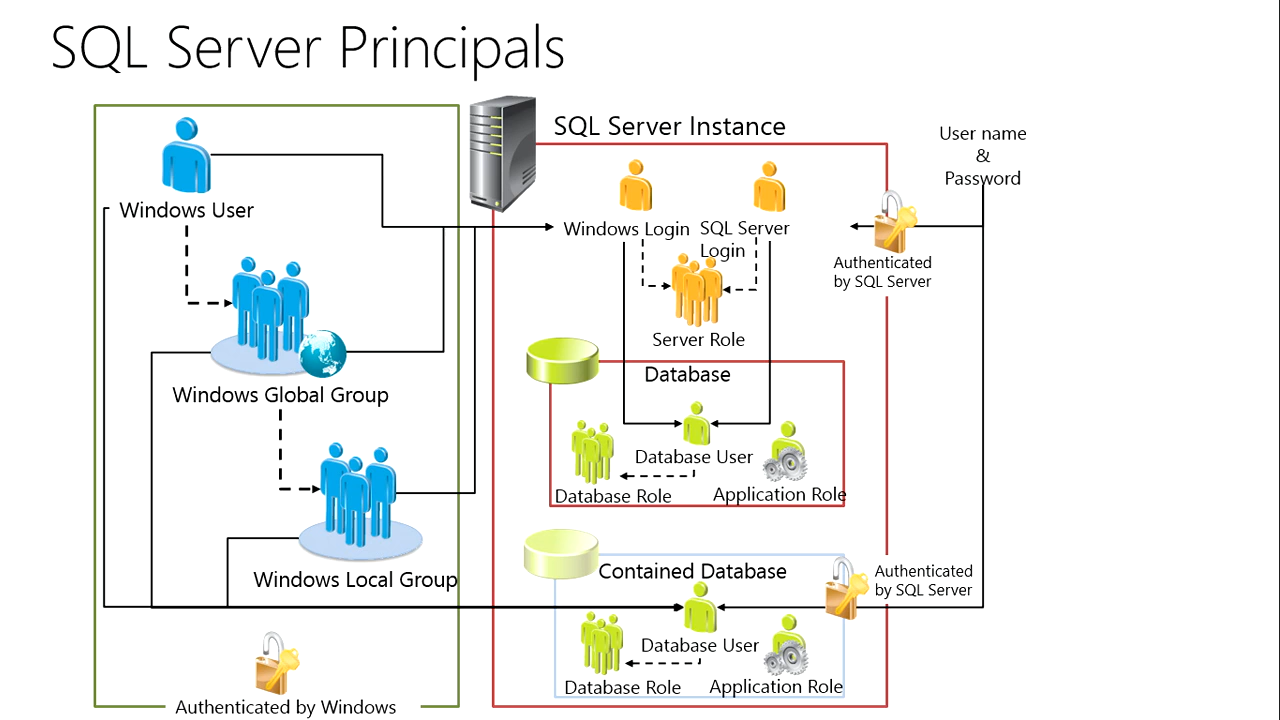 SQL Server Principals
SQL Server Instance
User name
&
Password
Windows User
Windows Login
SQL Server
Login
Authenticated
by SQL Server
Server Role
Database
Windows Global Group
Database User
Database Role
Application Role
Contained Database
Authenticated
by SQL Server
Windows Local Group
Database User
Database Role
Application Role
Authenticated by Windows